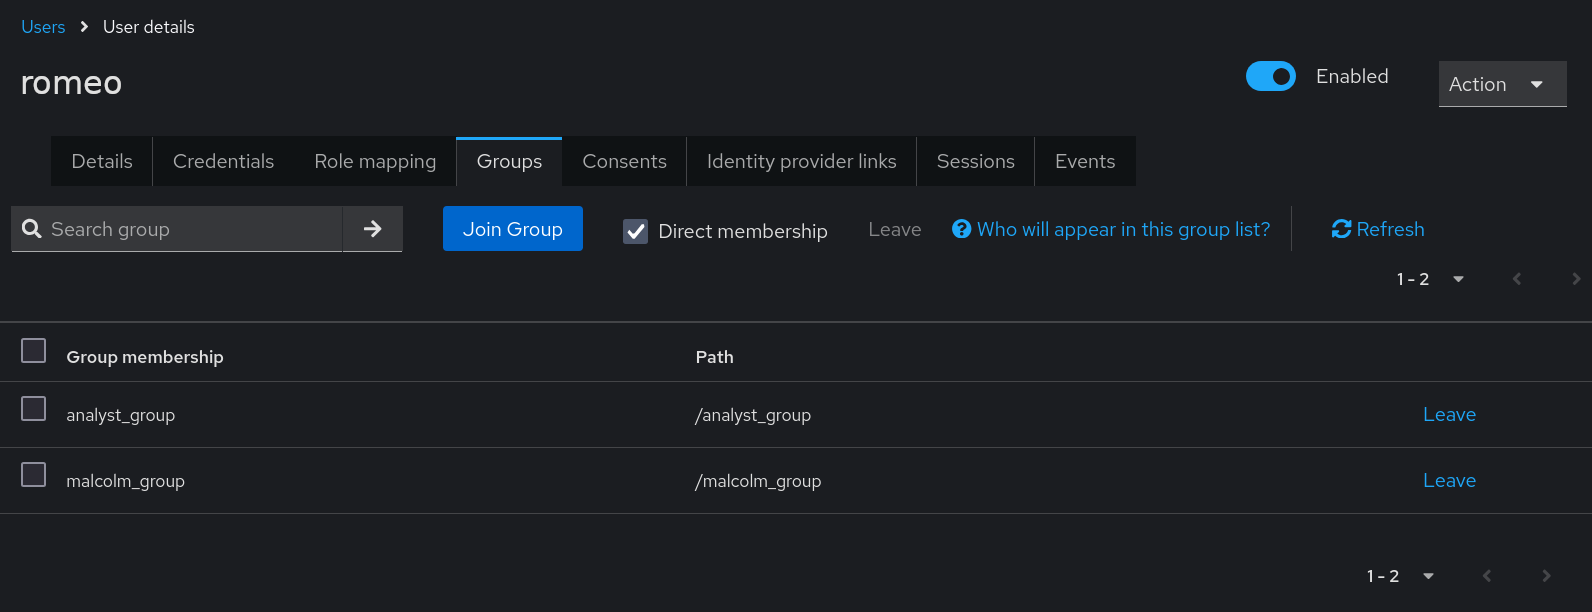 Users > User details
romeo
Enabled
Action
Details Credentials Role mapping Groups Consents Identity provider links Sessions Events
Search group Join Group Direct membership Leave Who will appear in this group list? Refresh
1 - 2
Group membership Path
analyst_group /analyst_group Leave
malcolm_group /malcolm_group Leave
1 - 2